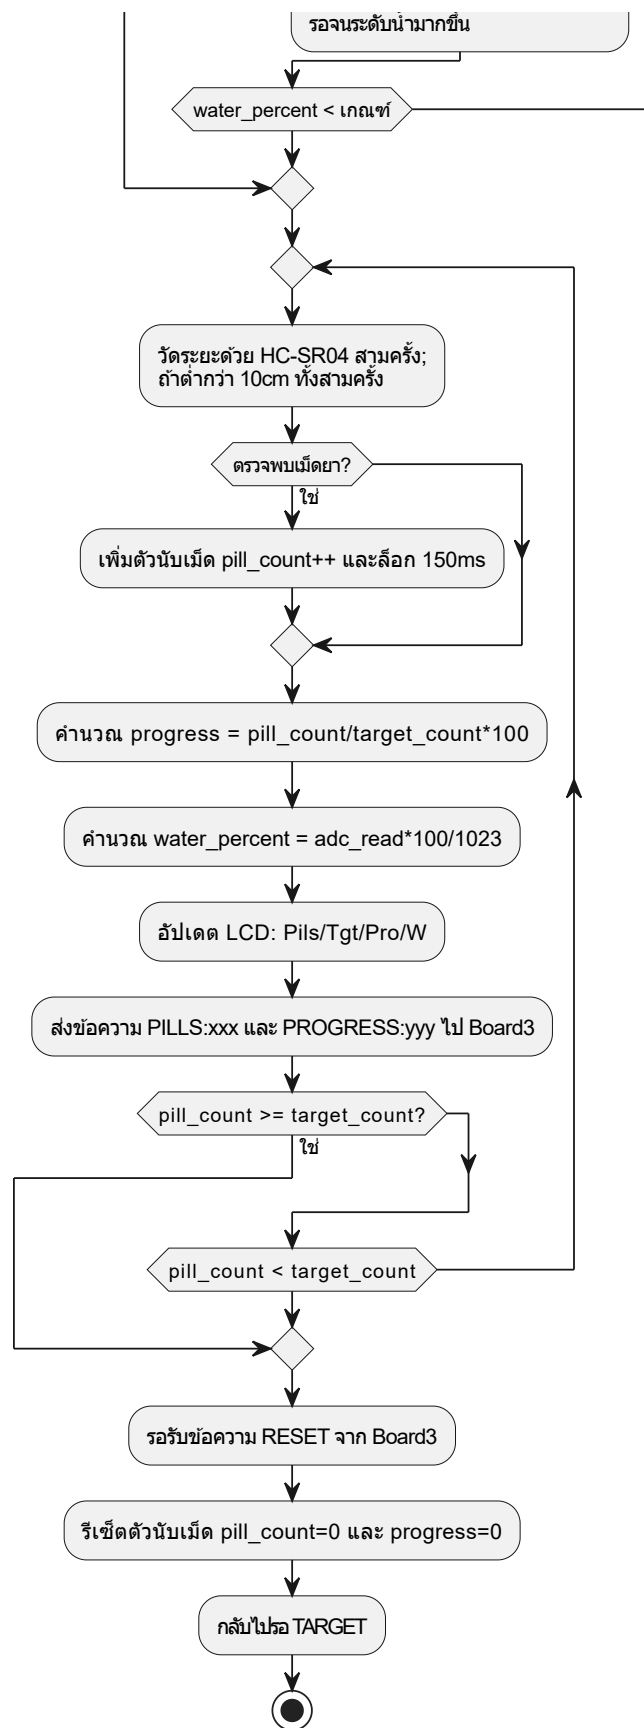 รอจนระดับน้ำมากขึ้น
water_percent < เกณฑ์
วัดระยะด้วย HC-SR04 สามครั้ง;
ถ้าต่ำกว่า 10cm ทั้งสามครั้ง
ตรวจพบเม็ดยา?
ใช่
เพิ่มตัวนับเม็ด pill_count++ และล็อก 150ms
คำนวณ progress = pill_count/target_count*100
คำนวณ water_percent = adc_read*100/1023
อัปเดต LCD: Pils/Tgt/Pro/W
ส่งข้อความ PILLS:xxx และ PROGRESS:yyy ไป Board3
pill_count >= target_count?
ใช่
pill_count < target_count
รอรับข้อความ RESET จาก Board3
รีเซ็ตตัวนับเม็ด pill_count=0 และ progress=0
กลับไปรอ TARGET